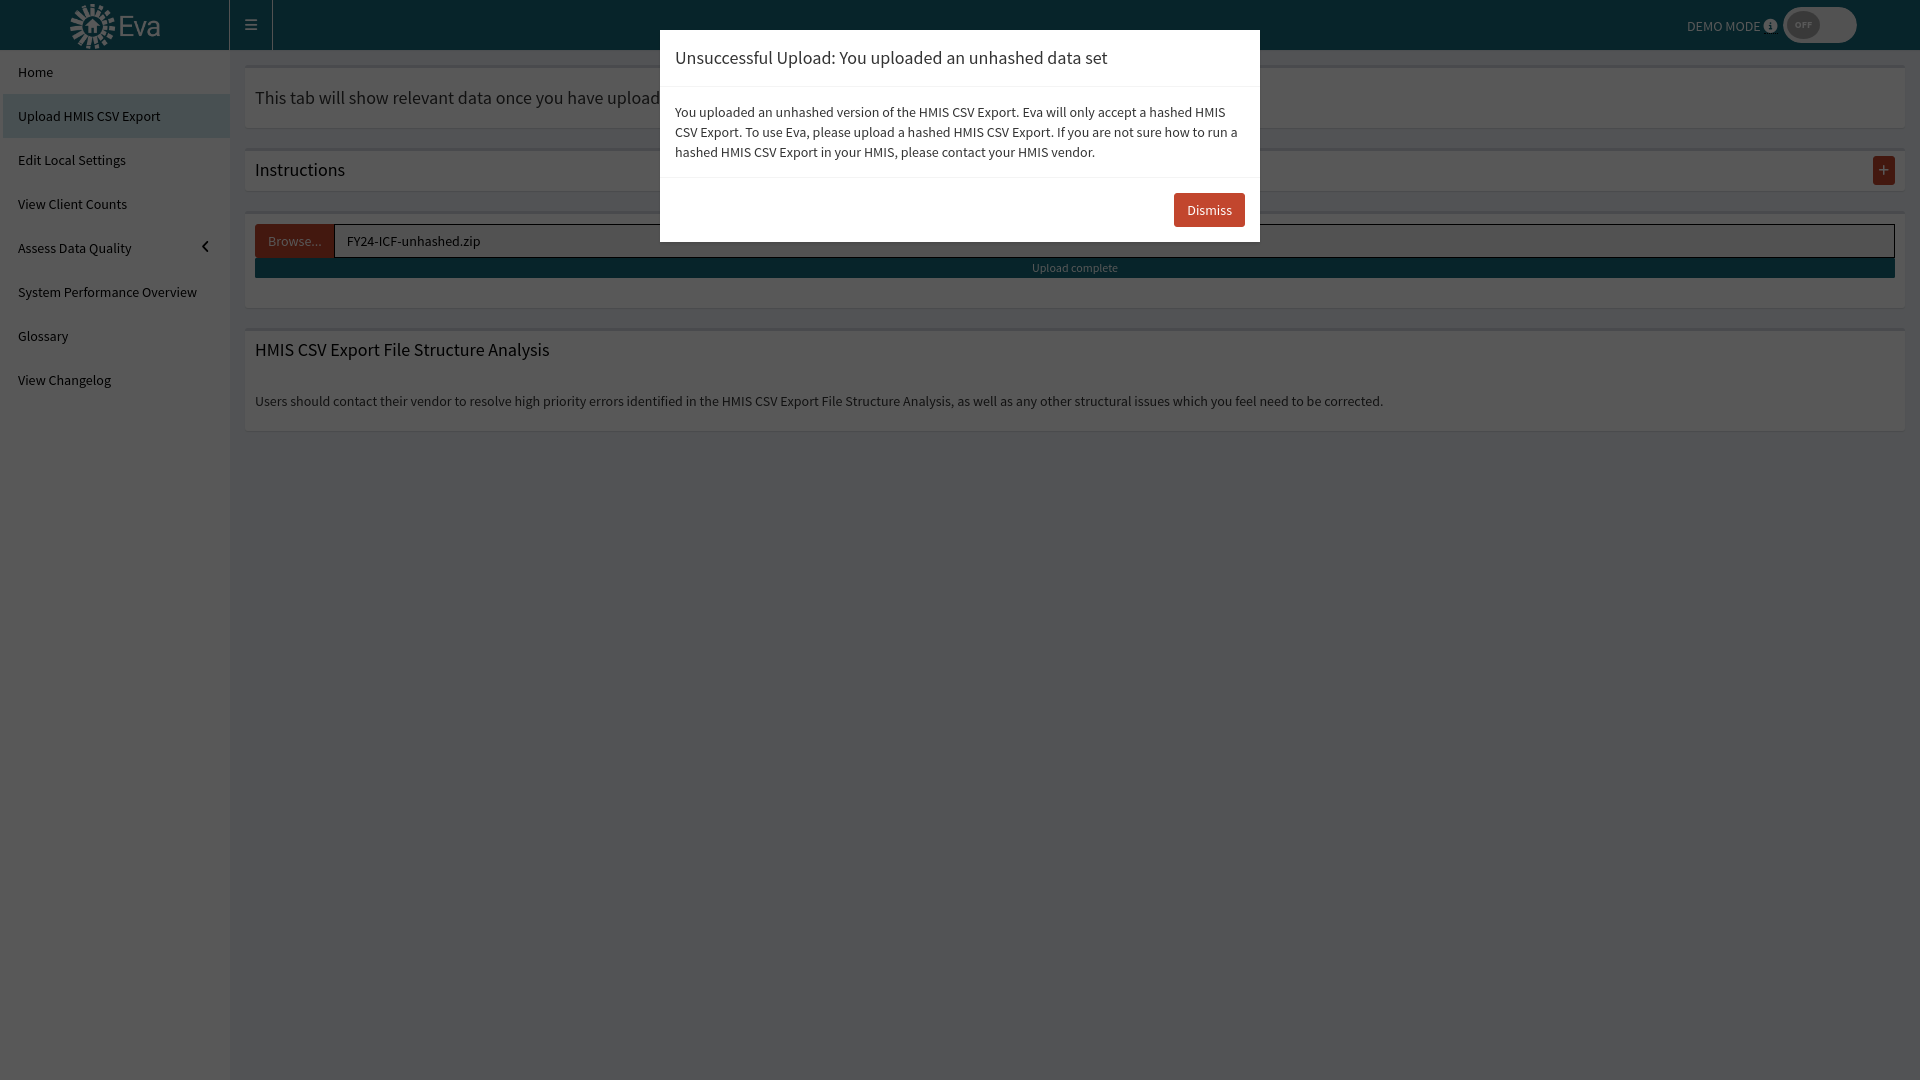 Eva
DEMO MODE
OFF
Home
Upload HMIS CSV Export
Edit Local Settings
View Client Counts
Assess Data Quality
System Performance Overview
Glossary
View Changelog
Unsuccessful Upload: You uploaded an unhashed data set
You uploaded an unhashed version of the HMIS CSV Export. Eva will only accept a hashed HMIS
CSV Export. To use Eva, please upload a hashed HMIS CSV Export. If you are not sure how to run a
hashed HMIS CSV Export in your HMIS, please contact your HMIS vendor.
Dismiss
This tab will show relevant data once you have upload
Instructions
+
Browse... FY24-ICF-unhashed.zip
Upload complete
HMIS CSV Export File Structure Analysis
Users should contact their vendor to resolve high priority errors identified in the HMIS CSV Export File Structure Analysis, as well as any other structural issues which you feel need to be corrected.